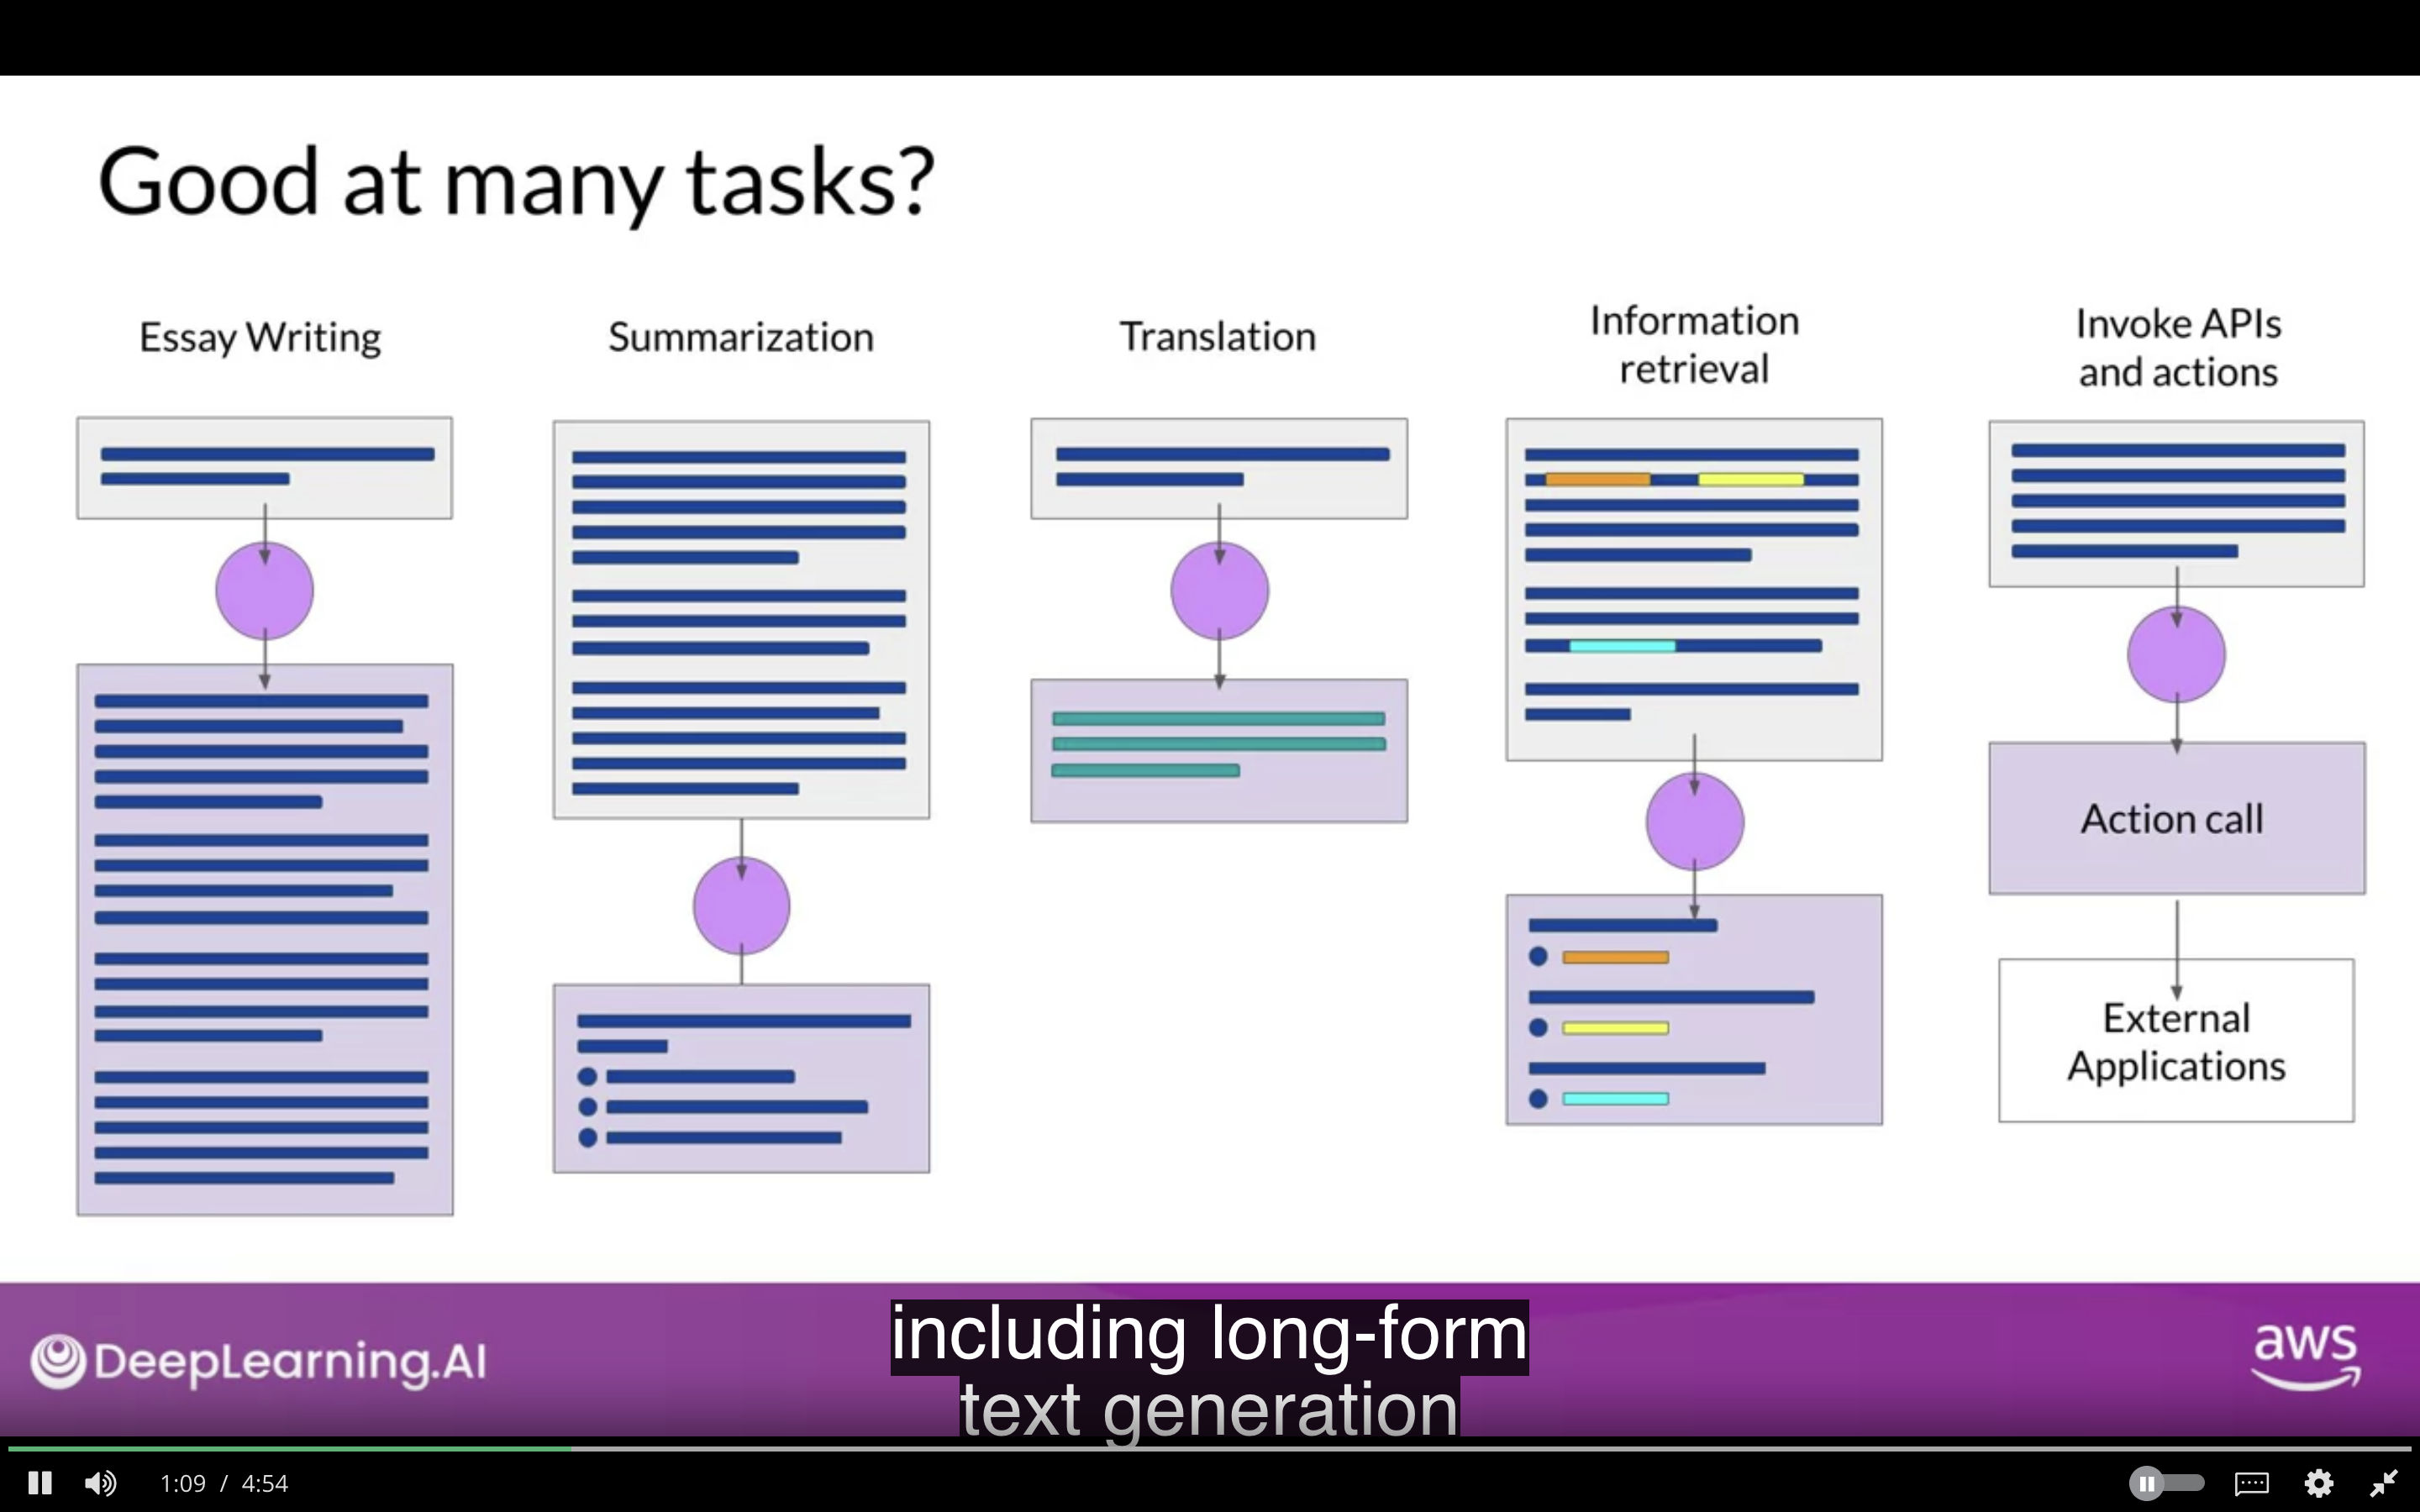 Good at many tasks?
Essay Writing
Summarization
Translation
Information
retrieval
Invoke APIs
and actions
Action call
External
Applications
DeepLearning.AI
including long-form
text generation
aws
1:09 / 4:54